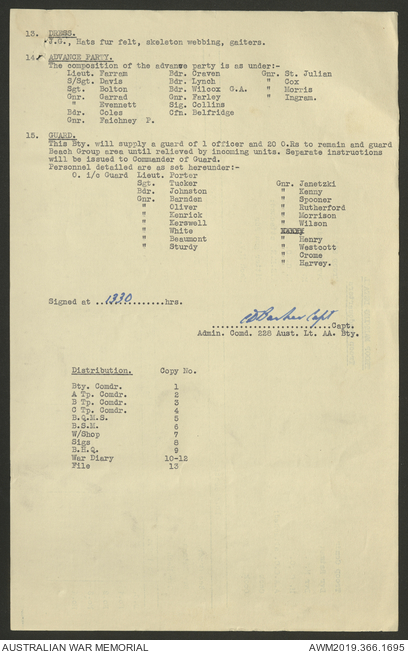 13. DRESS.
J.G., Hats fur felt, skeleton webbing, gaiters.
14. ADVANCE PARTY.
The composition of the advance party is as under:-
Lieut. Farram Bdr. Craven Gnr. St. Julian
S/Sgt. Davis Bdr. Lynch " Cox
Sgt. Bolton Bdr. Wilcox G.A. " Morris
Gnr. Garrad Gnr. Farley " Ingram.
" Evennett Sig. Collins
Bdr. Coles Cfn. Belfridge
Gnr. Faichney P.
15. GUARD.
This Bty. will supply a guard of 1 officer and 20 O.Rs to remain and guard
Beach Group area until relieved by incoming units. Separate instructions
will be issued to Commander of Guard.
Personnel detailed are as set hereunder:-
O. i/c Guard Lieut. Porter
Sgt. Tucker Gnr. Janetzki
Bdr. Johnston " Kenny
Gnr. Barnden " Spooner
" Oliver " Rutherford
" Kenrick " Morrison
" Kerswell " Wilson
" White "
" Beaumont " Henry
" Sturdy " Westcott
" Crome
" Harvey.
Signed at ..1330..........hrs.
Barker Capt
........................Capt.
Admin. Comd. 228 Aust. Lt. AA. Bty.
Distribution. Copy No.
Bty. Comdr. 1
A Tp. Comdr. 2
B Tp. Comdr. 3
C Tp. Comdr. 4
B.Q.M.S. 5
B.S.M. 6
W/Shop 7
Sigs 8
B.H.Q. 9
War Diary 10-12
File 13
AUSTRALIAN WAR MEMORIAL AWM2019.366.1695